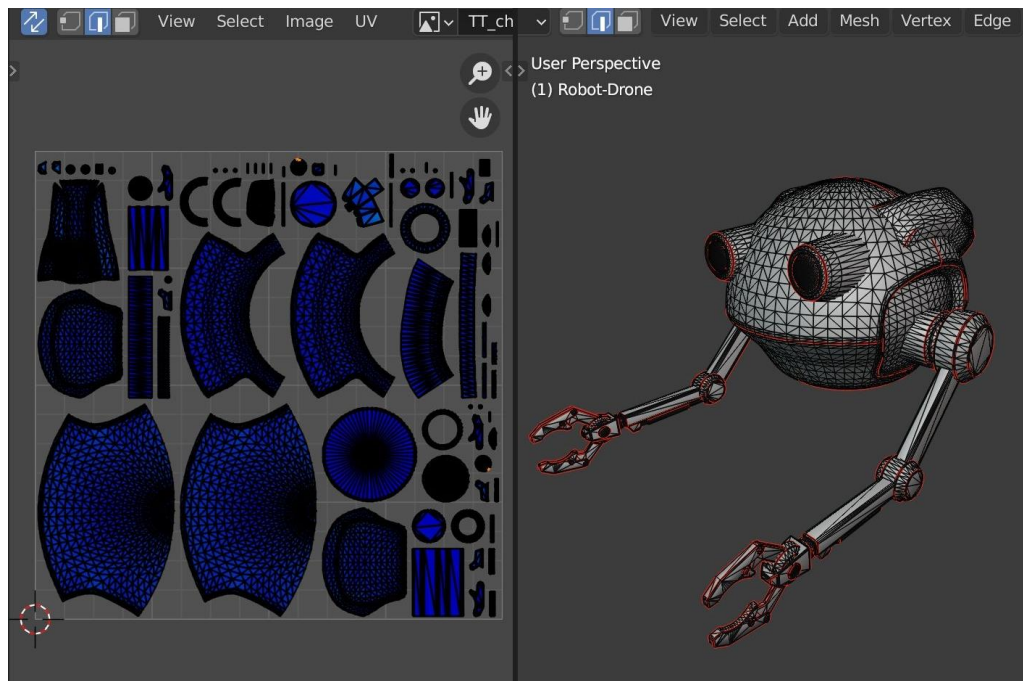 View Select Image UV TT_ch
View Select Add Mesh Vertex Edge
User Perspective
(1) Robot-Drone